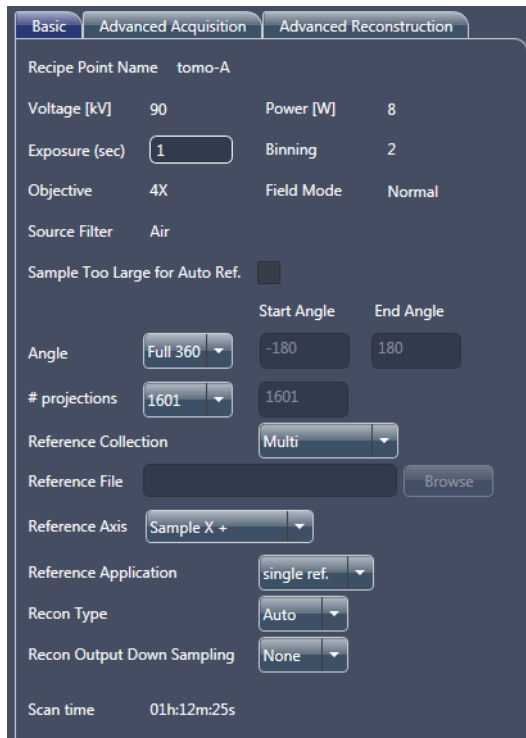 Basic Advanced Acquisition Advanced Reconstruction
Recipe Point Name tomo-A
Voltage [kV] 90 Power [W] 8
Exposure (sec) 1 Binning 2
Objective 4X Field Mode Normal
Source Filter Air
Sample Too Large for Auto Ref.
Start Angle End Angle
Angle Full 360 -180 180
# projections 1601 1601
Reference Collection Multi
Reference File Browse
Reference Axis Sample X +
Reference Application single ref.
Recon Type Auto
Recon Output Down Sampling None
Scan time 01h:12m:25s